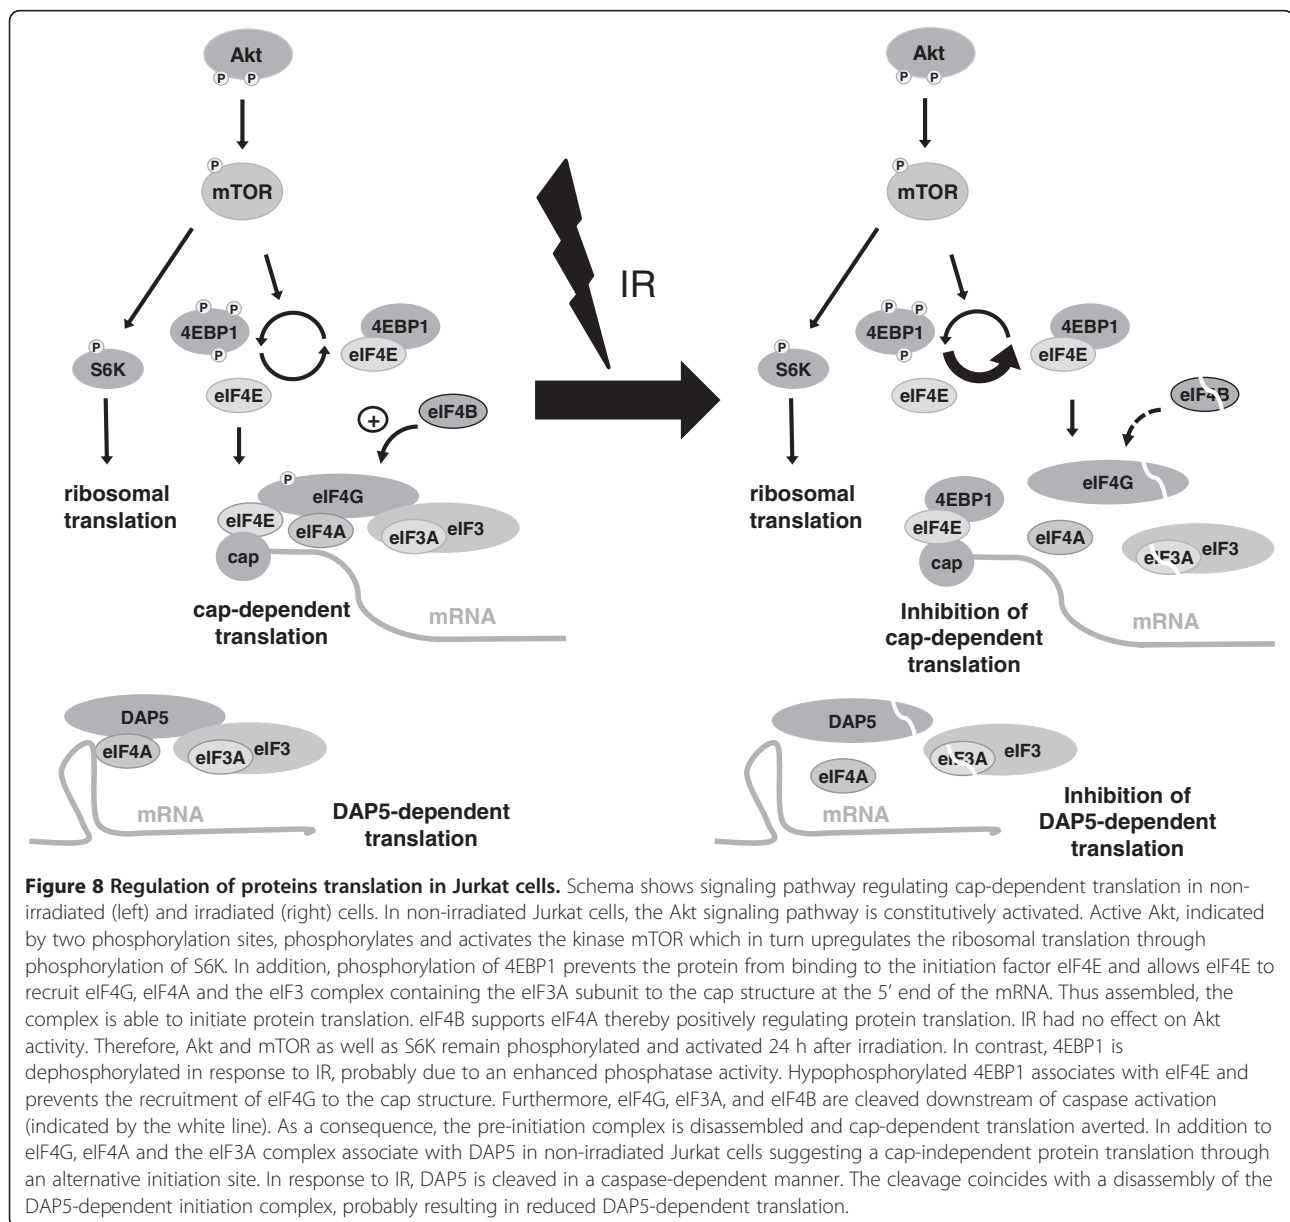 Akt
P P
P
mTOR
P P
4EBP1
P
4EBP1
eIF4E
P
S6K
eIF4E
+
eIF4B
ribosomal
translation
P
eIF4G
eIF4E
eIF4A
eIF3A
eIF3
cap
cap-dependent
translation
mRNA
DAP5
eIF4A
eIF3A
eIF3
mRNA
DAP5-dependent
translation
IR
Akt
P P
P
mTOR
P P
4EBP1
P
4EBP1
eIF4E
P
S6K
eIF4E
eIF4B
ribosomal
translation
eIF4G
4EBP1
eIF4E
eIF4A
eIF3A
eIF3
cap
Inhibition of
cap-dependent
translation
mRNA
DAP5
eIF4A
eIF3A
eIF3
mRNA
Inhibition of
DAP5-dependent
translation
Figure 8 Regulation of proteins translation in Jurkat cells. Schema shows signaling pathway regulating cap-dependent translation in non-
irradiated (left) and irradiated (right) cells. In non-irradiated Jurkat cells, the Akt signaling pathway is constitutively activated. Active Akt, indicated
by two phosphorylation sites, phosphorylates and activates the kinase mTOR which in turn upregulates the ribosomal translation through
phosphorylation of S6K. In addition, phosphorylation of 4EBP1 prevents the protein from binding to the initiation factor eIF4E and allows eIF4E to
recruit eIF4G, eIF4A and the eIF3 complex containing the eIF3A subunit to the cap structure at the 5′ end of the mRNA. Thus assembled, the
complex is able to initiate protein translation. eIF4B supports eIF4A thereby positively regulating protein translation. IR had no effect on Akt
activity. Therefore, Akt and mTOR as well as S6K remain phosphorylated and activated 24 h after irradiation. In contrast, 4EBP1 is
dephosphorylated in response to IR, probably due to an enhanced phosphatase activity. Hypophosphorylated 4EBP1 associates with eIF4E and
prevents the recruitment of eIF4G to the cap structure. Furthermore, eIF4G, eIF3A, and eIF4B are cleaved downstream of caspase activation
(indicated by the white line). As a consequence, the pre-initiation complex is disassembled and cap-dependent translation averted. In addition to
eIF4G, eIF4A and the eIF3A complex associate with DAP5 in non-irradiated Jurkat cells suggesting a cap-independent protein translation through
an alternative initiation site. In response to IR, DAP5 is cleaved in a caspase-dependent manner. The cleavage coincides with a disassembly of the
DAP5-dependent initiation complex, probably resulting in reduced DAP5-dependent translation.